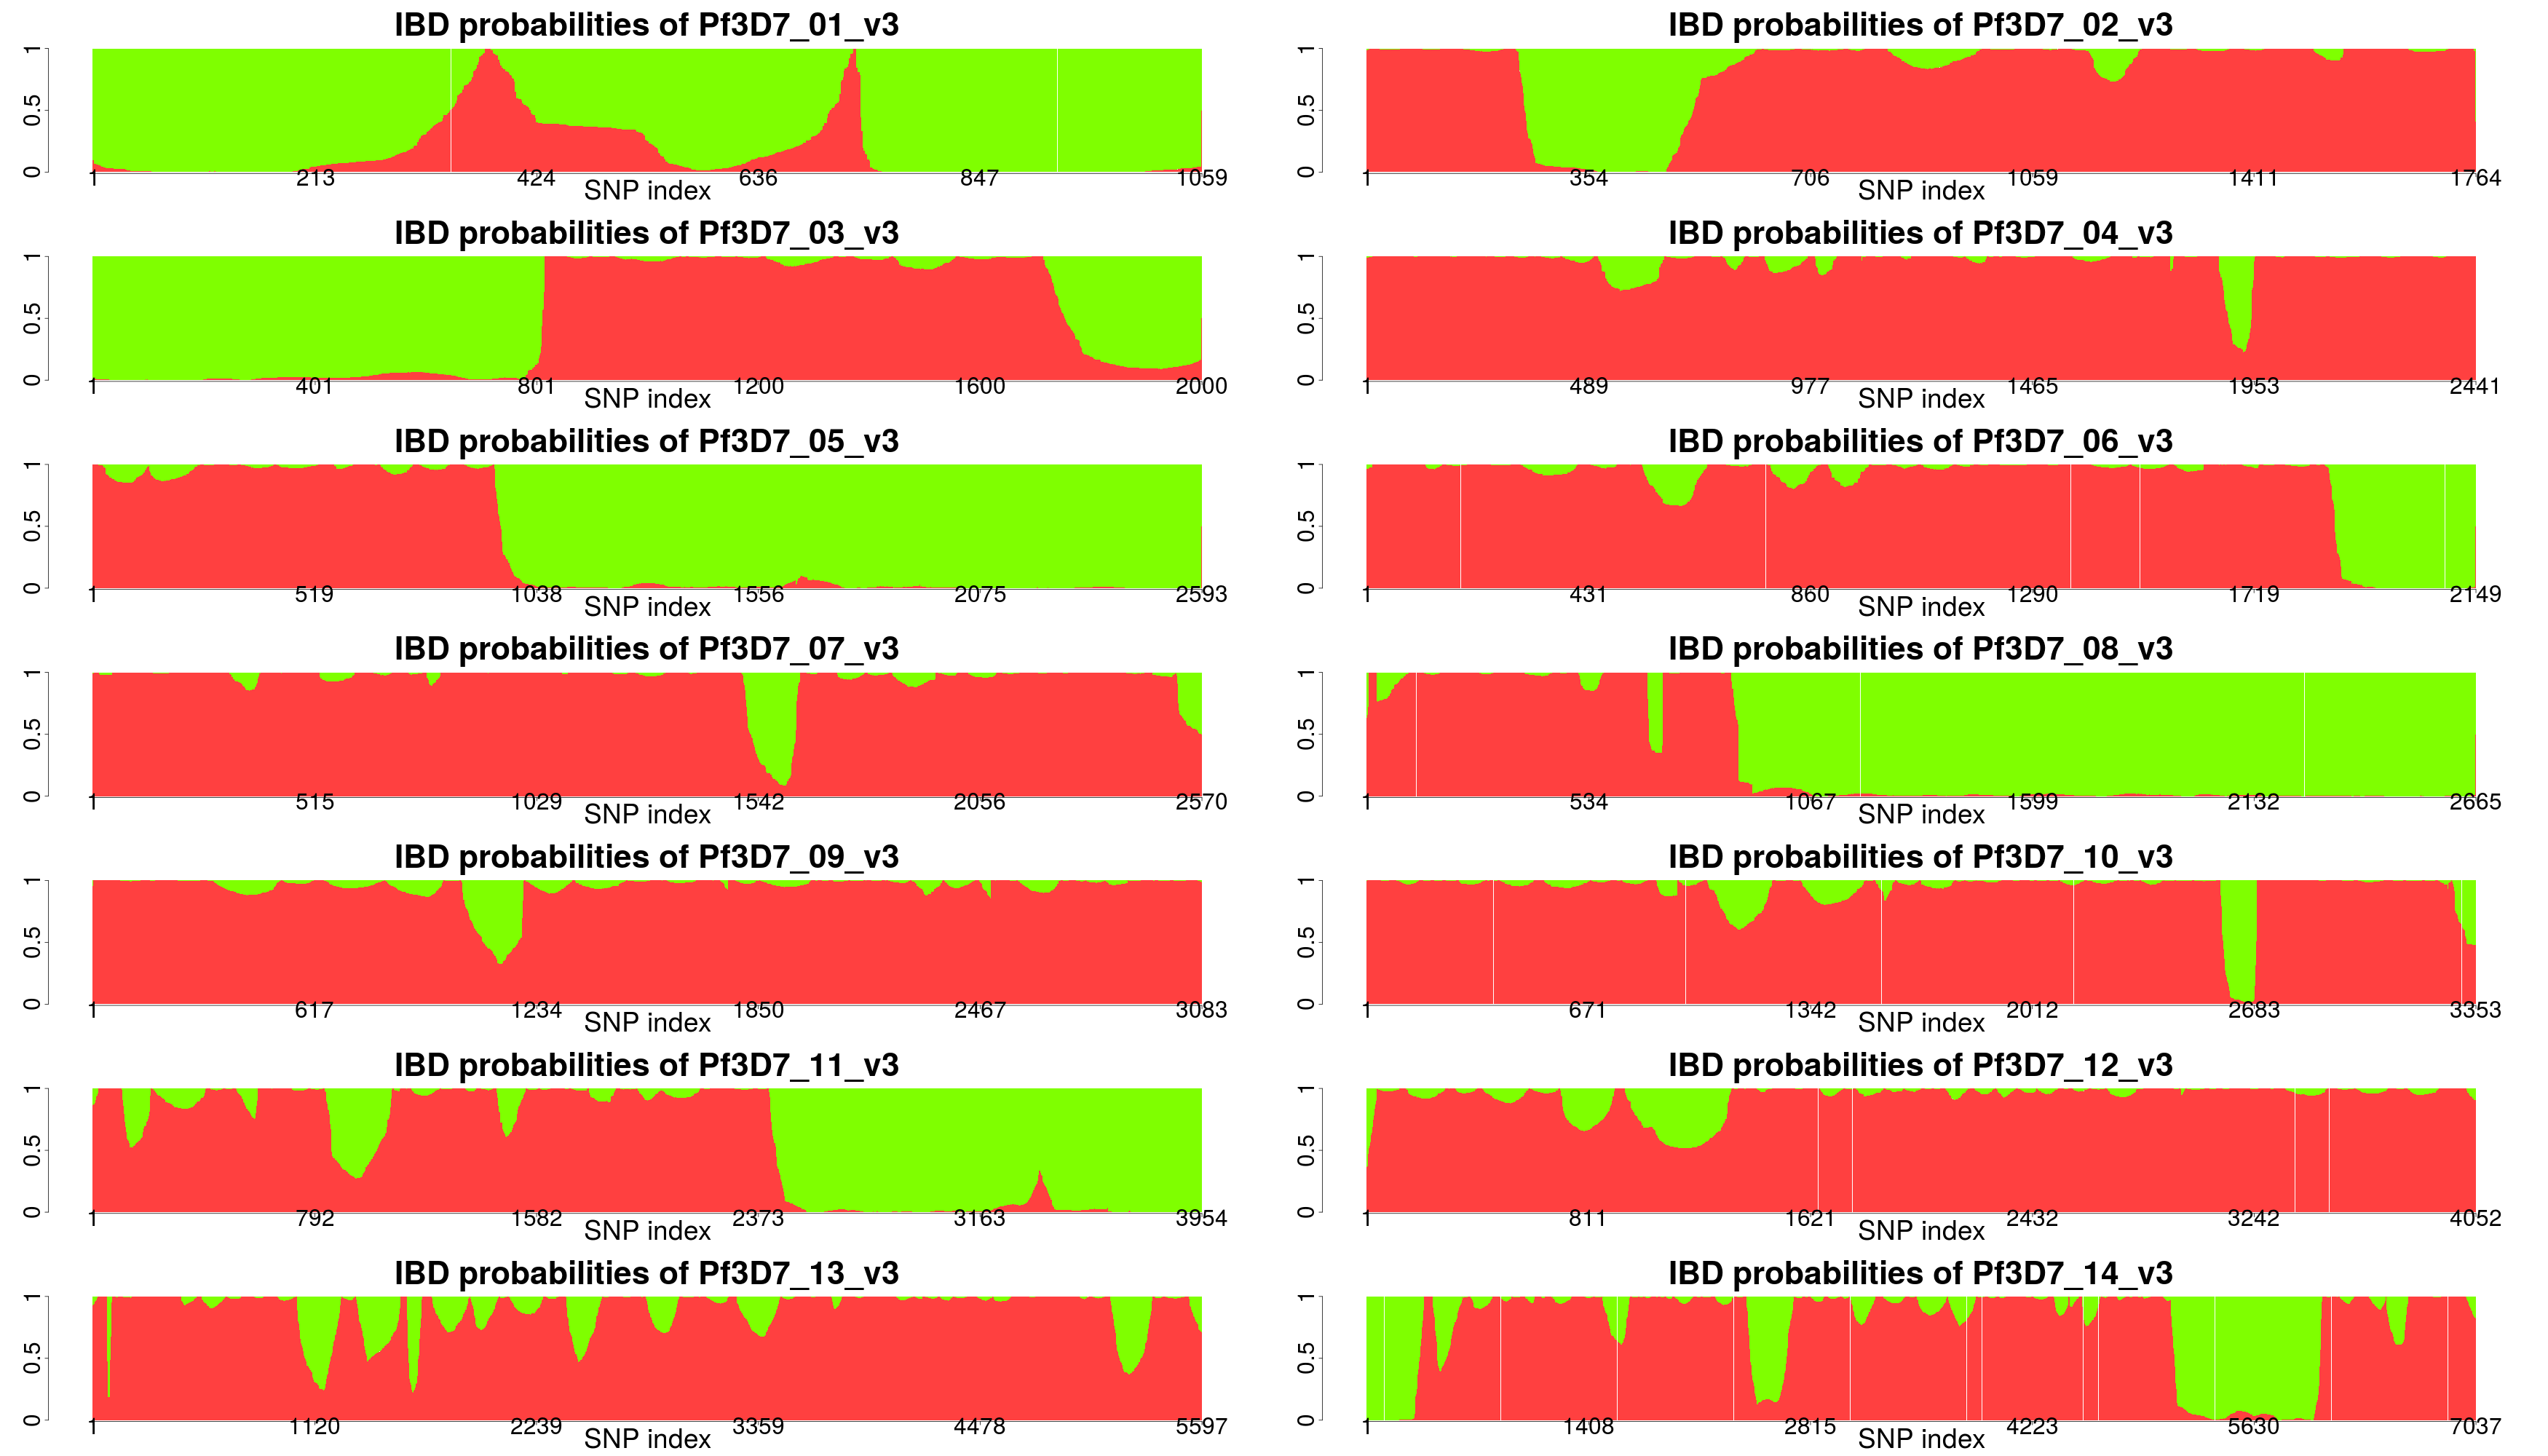 IBD probabilities of Pf3D7_01_v3
0 0.5 1
1 213 424 636 847 1059
SNP index
IBD probabilities of Pf3D7_02_v3
0 0.5 1
1 354 706 1059 1411 1764
SNP index
IBD probabilities of Pf3D7_03_v3
0 0.5 1
1 401 801 1200 1600 2000
SNP index
IBD probabilities of Pf3D7_04_v3
0 0.5 1
1 489 977 1465 1953 2441
SNP index
IBD probabilities of Pf3D7_05_v3
0 0.5 1
1 519 1038 1556 2075 2593
SNP index
IBD probabilities of Pf3D7_06_v3
0 0.5 1
1 431 860 1290 1719 2149
SNP index
IBD probabilities of Pf3D7_07_v3
0 0.5 1
1 515 1029 1542 2056 2570
SNP index
IBD probabilities of Pf3D7_08_v3
0 0.5 1
1 534 1067 1599 2132 2665
SNP index
IBD probabilities of Pf3D7_09_v3
0 0.5 1
1 617 1234 1850 2467 3083
SNP index
IBD probabilities of Pf3D7_10_v3
0 0.5 1
1 671 1342 2012 2683 3353
SNP index
IBD probabilities of Pf3D7_11_v3
0 0.5 1
1 792 1582 2373 3163 3954
SNP index
IBD probabilities of Pf3D7_12_v3
0 0.5 1
1 811 1621 2432 3242 4052
SNP index
IBD probabilities of Pf3D7_13_v3
0 0.5 1
1 1120 2239 3359 4478 5597
SNP index
IBD probabilities of Pf3D7_14_v3
0 0.5 1
1 1408 2815 4223 5630 7037
SNP index